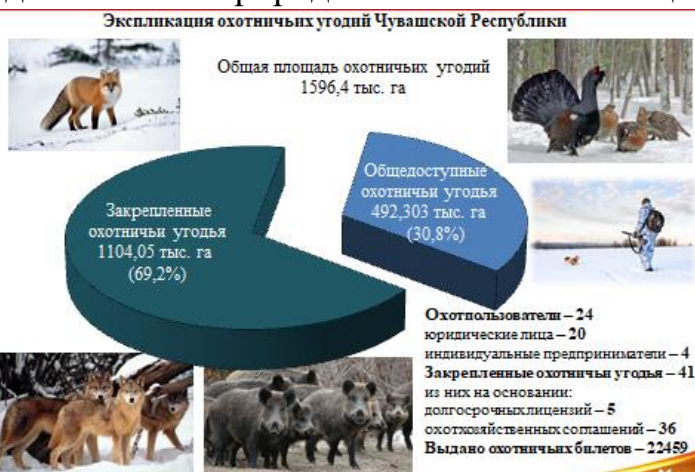 Экспликация охотничьих угодий Чувашской Республики
Общая площадь охотничьих угодий
1596,4 тыс. га
Общедоступные
охотничьи угодья
492,303 тыс. га
(30,8%)
Закрепленные
охотничьи угодья
1104,05 тыс. га
(69,2%)
Охотпользователи – 24
юридические лица – 20
индивидуальные предприниматели – 4
Закрепленные охотничьи угодья – 41
из них на основании:
долгосрочных лицензий – 5
охотхозяйственных соглашений – 36
Выдано охотничьих билетов – 22459